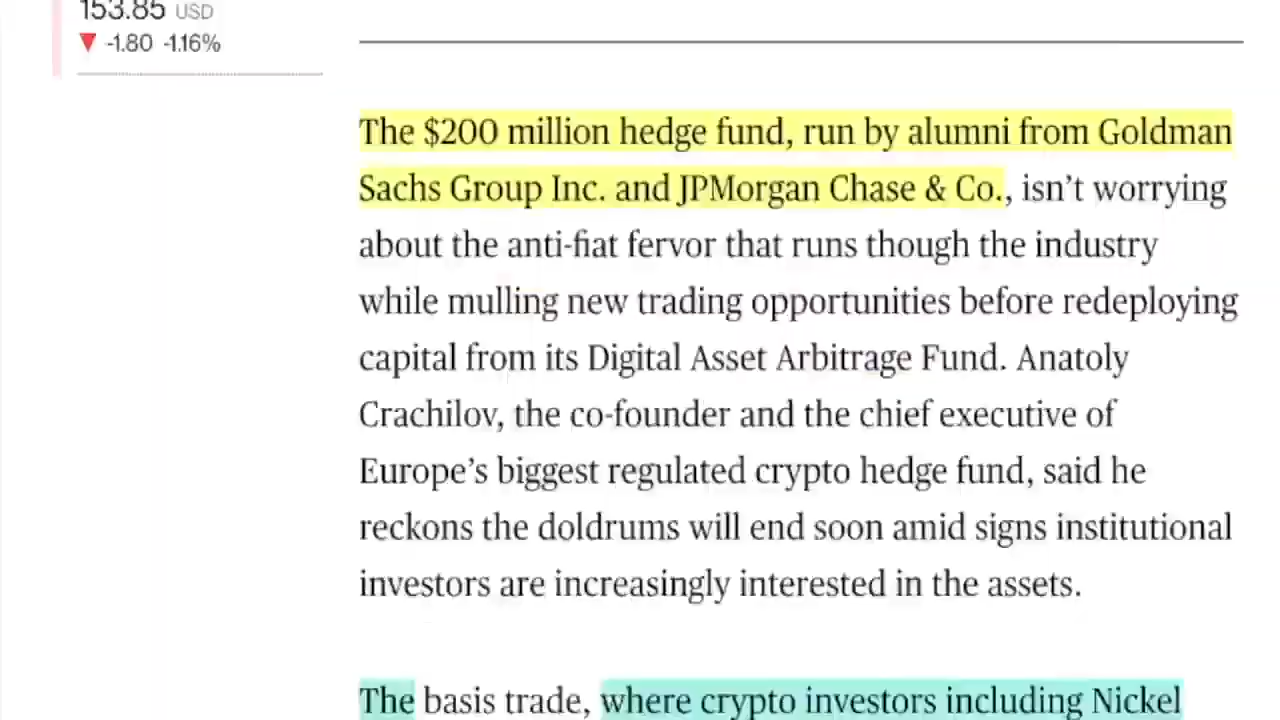 153.85 USD
▼ -1.80 -1.16%
The $200 million hedge fund, run by alumni from Goldman
Sachs Group Inc. and JPMorgan Chase & Co., isn’t worrying
about the anti-fiat fervor that runs though the industry
while mulling new trading opportunities before redeploying
capital from its Digital Asset Arbitrage Fund. Anatoly
Crachilov, the co-founder and the chief executive of
Europe’s biggest regulated crypto hedge fund, said he
reckons the doldrums will end soon amid signs institutional
investors are increasingly interested in the assets.
The basis trade, where crypto investors including Nickel